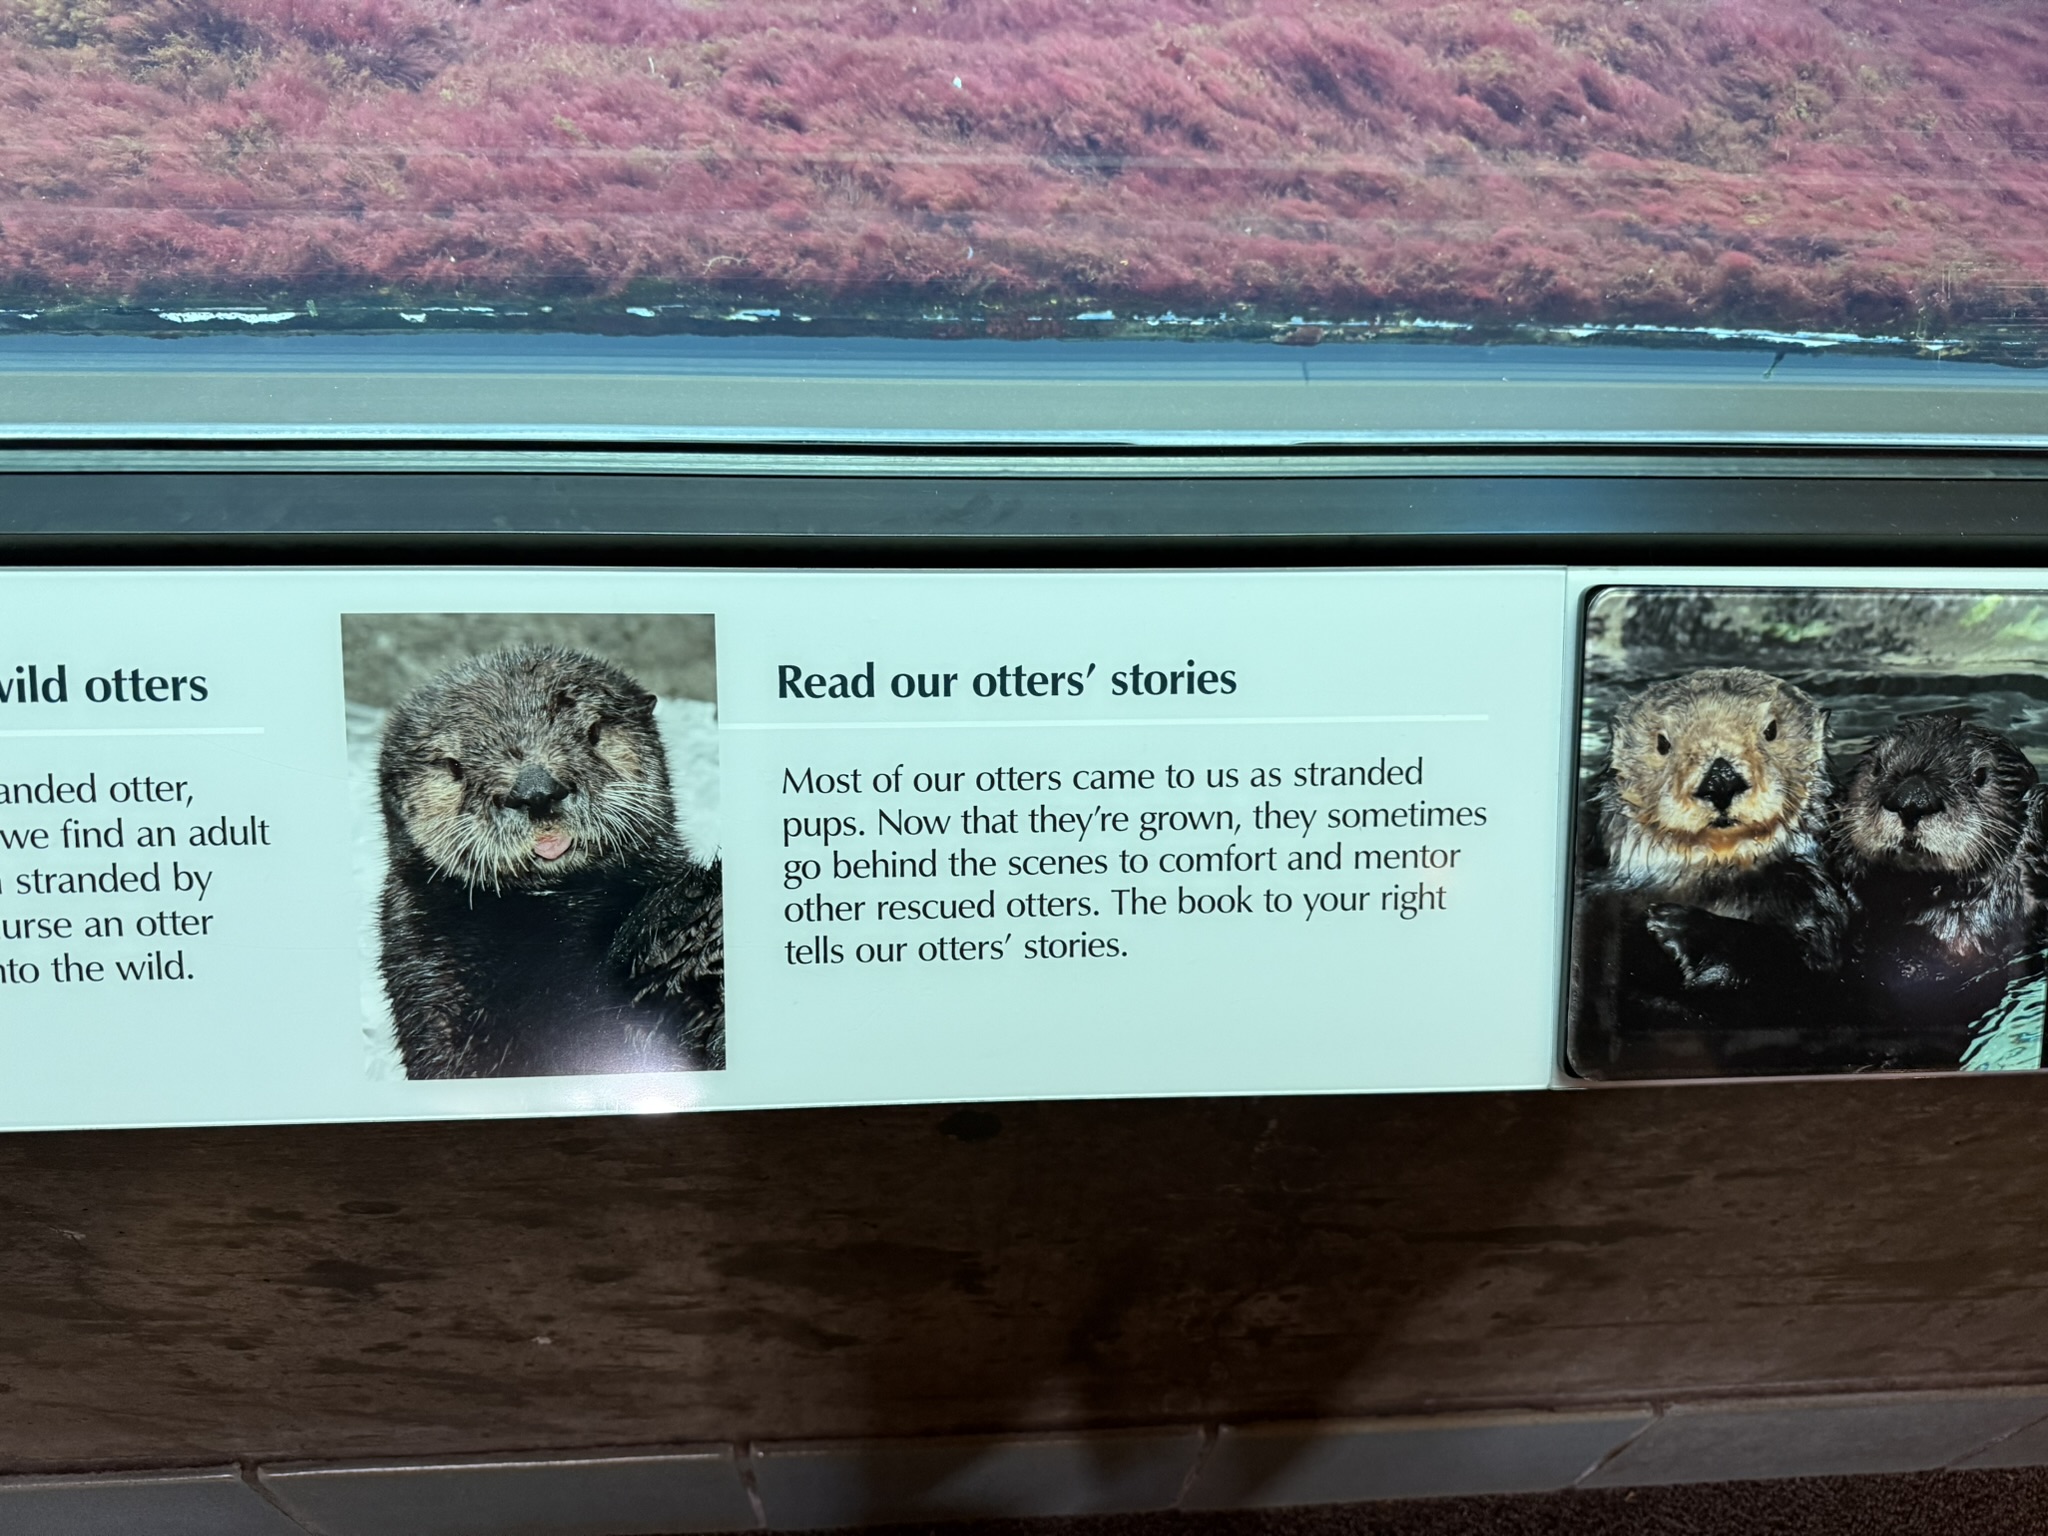 wild otters
anded otter,
we find an adult
stranded by
urse an otter
nto the wild.
Read our otters’ stories
Most of our otters came to us as stranded
pups. Now that they’re grown, they sometimes
go behind the scenes to comfort and mentor
other rescued otters. The book to your right
tells our otters’ stories.